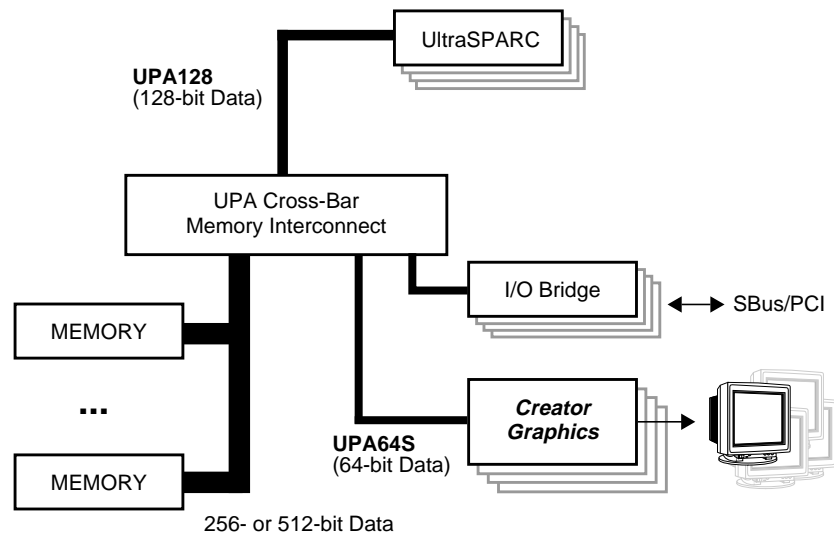 UltraSPARC
UPA128
(128-bit Data)
UPA Cross-Bar
Memory Interconnect
I/O Bridge
SBus/PCI
MEMORY
...
Creator
Graphics
UPA64S
(64-bit Data)
MEMORY
256- or 512-bit Data